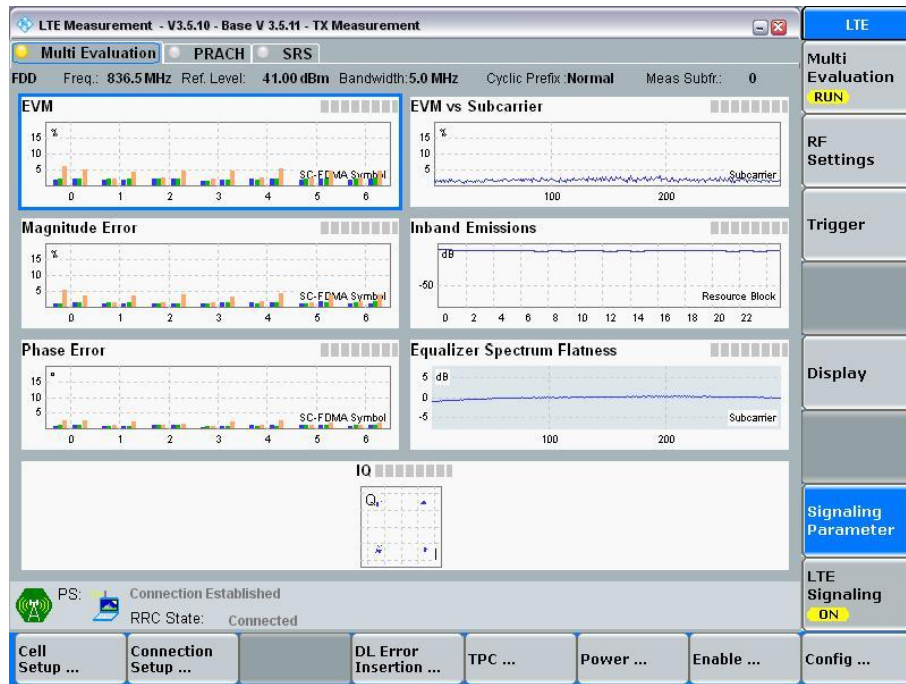 LTE Measurement - V3.5.10 - Base V 3.5.11 - TX Measurement
LTE
Multi Evaluation PRACH SRS
FDD Freq.: 836.5 MHz Ref. Level: 41.00 dBm Bandwidth: 5.0 MHz Cyclic Prefix :Normal Meas Subfr.: 0
Multi
Evaluation
RUN
EVM
%
15
10
5
SC-FDMA Symbol
0 1 2 3 4 5 6
EVM vs Subcarrier
%
15
10
5
Subcarrier
100 200
RF
Settings
Magnitude Error
%
15
10
5
SC-FDMA Symbol
0 1 2 3 4 5 6
Inband Emissions
dB
-50
Resource Block
0 2 4 6 8 10 12 14 16 18 20 22
Trigger
Phase Error
°
15
10
5
SC-FDMA Symbol
0 1 2 3 4 5 6
Equalizer Spectrum Flatness
5 dB
0
-5
Subcarrier
100 200
Display
IQ
Q
I
Signaling
Parameter
PS: Connection Established
RRC State: Connected
LTE
Signaling
ON
Cell
Setup ...
Connection
Setup ...
DL Error
Insertion ...
TPC ...
Power ...
Enable ...
Config ...